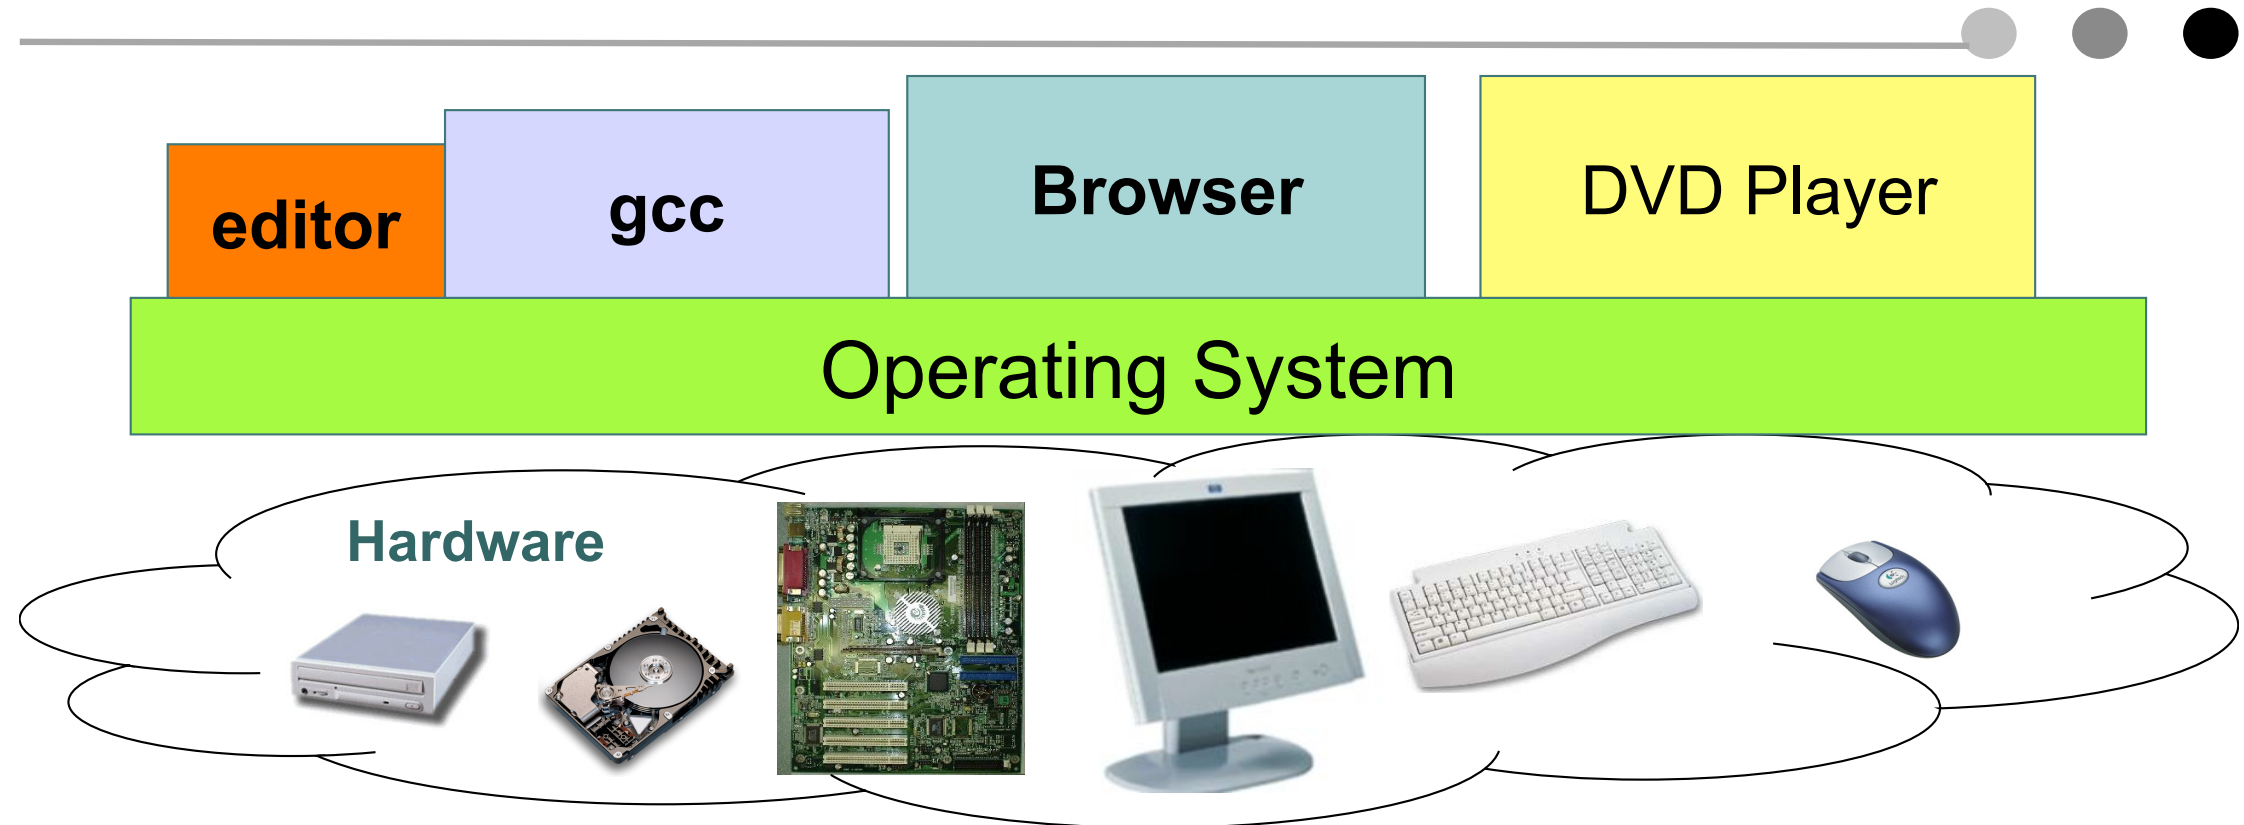 editor
gcc
Browser
DVD Player
Operating System
Hardware